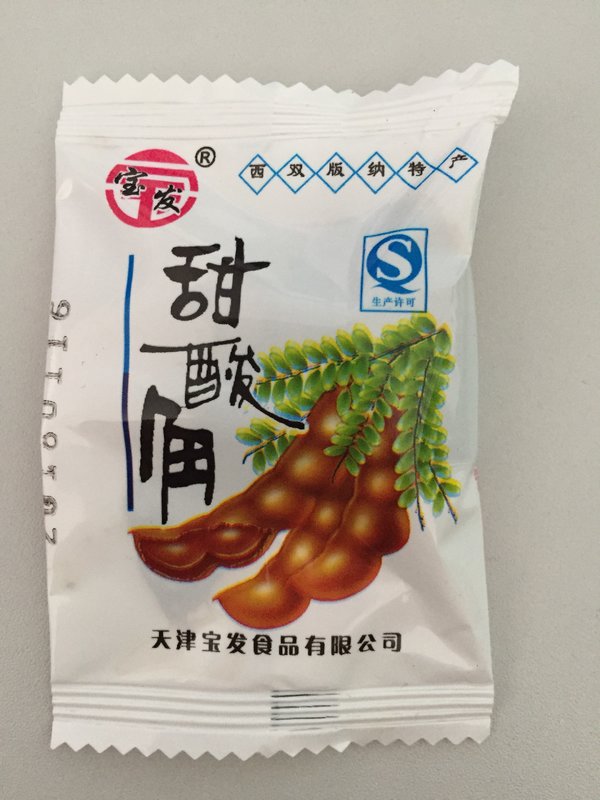 宝发®
西双版纳特产
S
生产许可
甜酸角
天津宝发食品有限公司